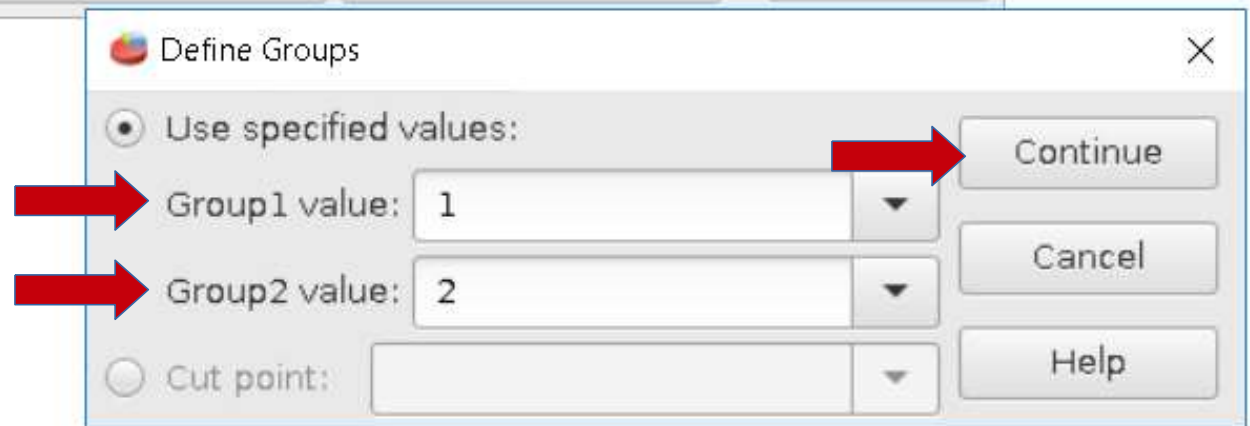 Define Groups
Use specified values:
Continue
Group1 value: 1
Cancel
Group2 value: 2
Help
Cut point: